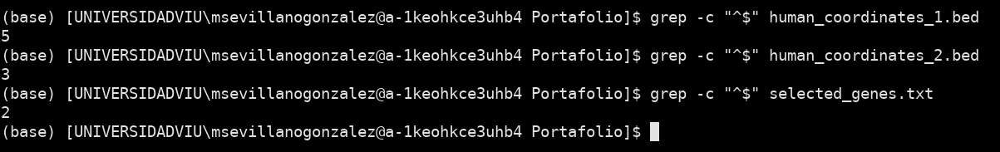 (base) [UNIVERSIDADVIU\msevillanogonzalez@a-1keohkce3uhb4 Portafolio]$ grep -c "^$" human_coordinates_1.bed
5
(base) [UNIVERSIDADVIU\msevillanogonzalez@a-1keohkce3uhb4 Portafolio]$ grep -c "^$" human_coordinates_2.bed
3
(base) [UNIVERSIDADVIU\msevillanogonzalez@a-1keohkce3uhb4 Portafolio]$ grep -c "^$" selected_genes.txt
2
(base) [UNIVERSIDADVIU\msevillanogonzalez@a-1keohkce3uhb4 Portafolio]$